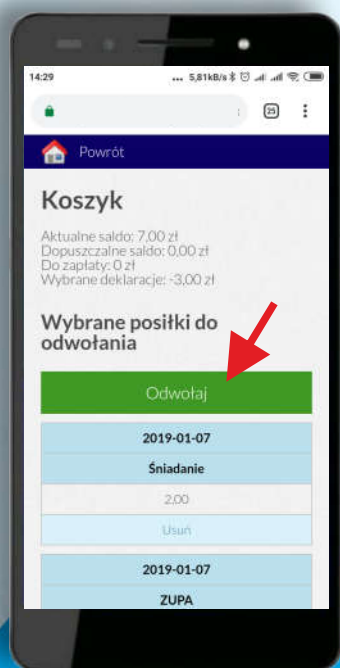 14:29 ... 5,81kB/s
25
Powrót
Koszyk
Aktualne saldo: 7,00 zł
Dopuszczalne saldo: 0,00 zł
Do zapłaty: 0 zł
Wybrane deklaracje: -3,00 zł
Wybrane posiłki do
odwołania
Odwołaj
2019-01-07
Śniadanie
2,00
Usuń
2019-01-07
ZUPA